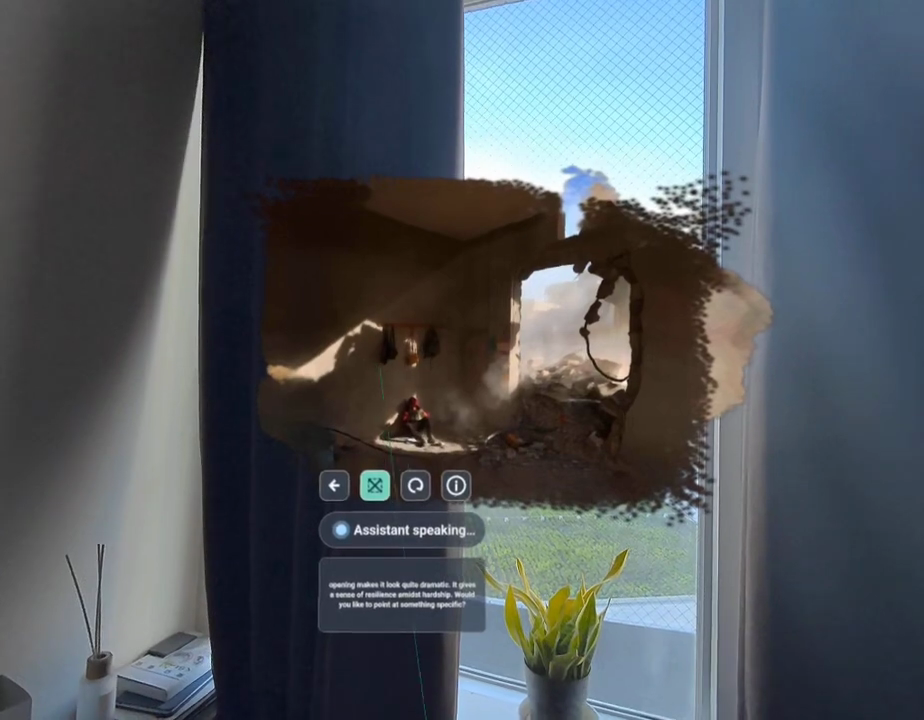 Assistant speaking...
opening makes it look quite dramatic. It gives
a sense of resilience amidst hardship. Would
you like to point at something specific?